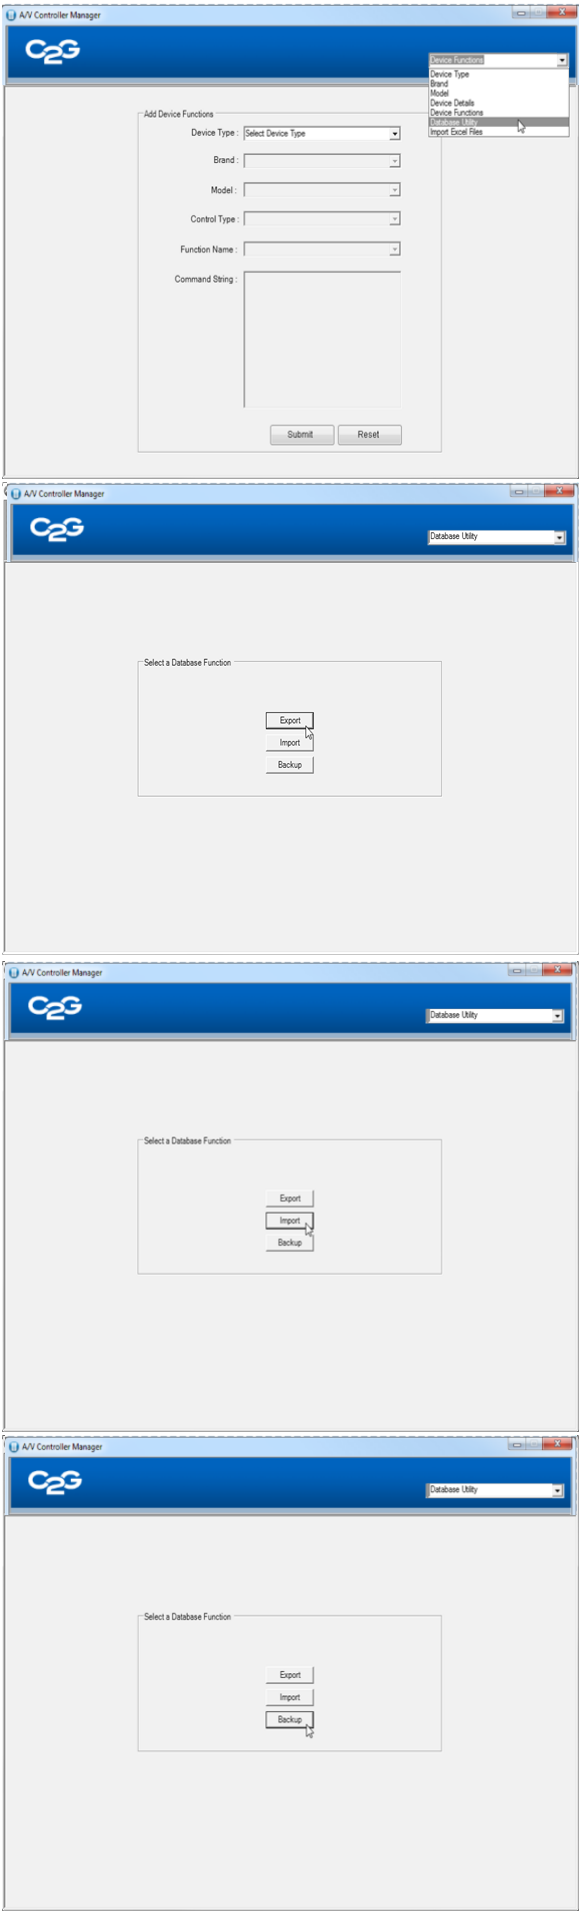 A/V Controller Manager
C2G
Device Functions
Device Type
Brand
Model
Device Details
Device Functions
Database Utility
Import Excel Files
Add Device Functions
Device Type : Select Device Type
Brand :
Model :
Control Type :
Function Name :
Command String :
Submit Reset
A/V Controller Manager
C2G
Database Utility
Select a Database Function
Export
Import
Backup
A/V Controller Manager
C2G
Database Utility
Select a Database Function
Export
Import
Backup
A/V Controller Manager
C2G
Database Utility
Select a Database Function
Export
Import
Backup